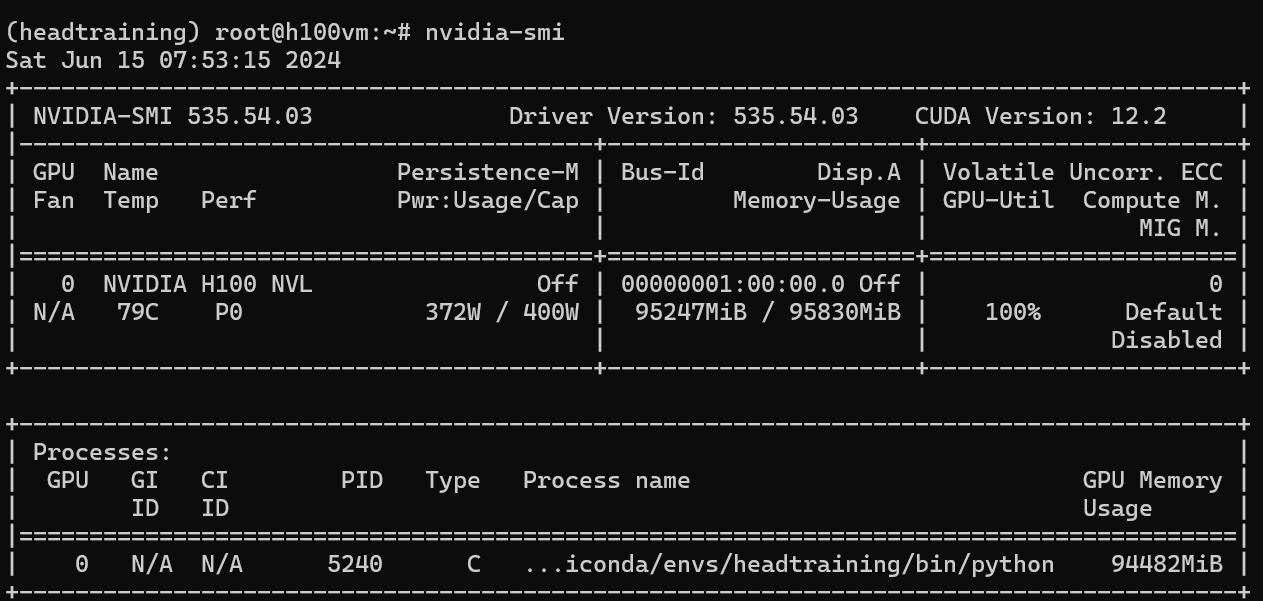 (headtraining) root@h100vm:~# nvidia-smi
Sat Jun 15 07:53:15 2024
+---------------------------------------------------------------------------------------+
| NVIDIA-SMI 535.54.03              Driver Version: 535.54.03    CUDA Version: 12.2     |
|-----------------------------------------+----------------------+----------------------+
| GPU  Name                 Persistence-M | Bus-Id        Disp.A | Volatile Uncorr. ECC |
| Fan  Temp   Perf          Pwr:Usage/Cap |         Memory-Usage | GPU-Util  Compute M. |
|                                         |                      |               MIG M. |
|=========================================+======================+======================|
|   0  NVIDIA H100 NVL                Off | 00000001:00:00.0 Off |                    0 |
| N/A   79C    P0             372W / 400W |  95247MiB / 95830MiB |    100%      Default |
|                                         |                      |             Disabled |
+-----------------------------------------+----------------------+----------------------+

+---------------------------------------------------------------------------------------+
| Processes:                                                                            |
|  GPU   GI   CI        PID   Type   Process name                            GPU Memory |
|        ID   ID                                                             Usage      |
|=======================================================================================|
|    0   N/A  N/A      5240      C   ...iconda/envs/headtraining/bin/python    94482MiB |
+---------------------------------------------------------------------------------------+